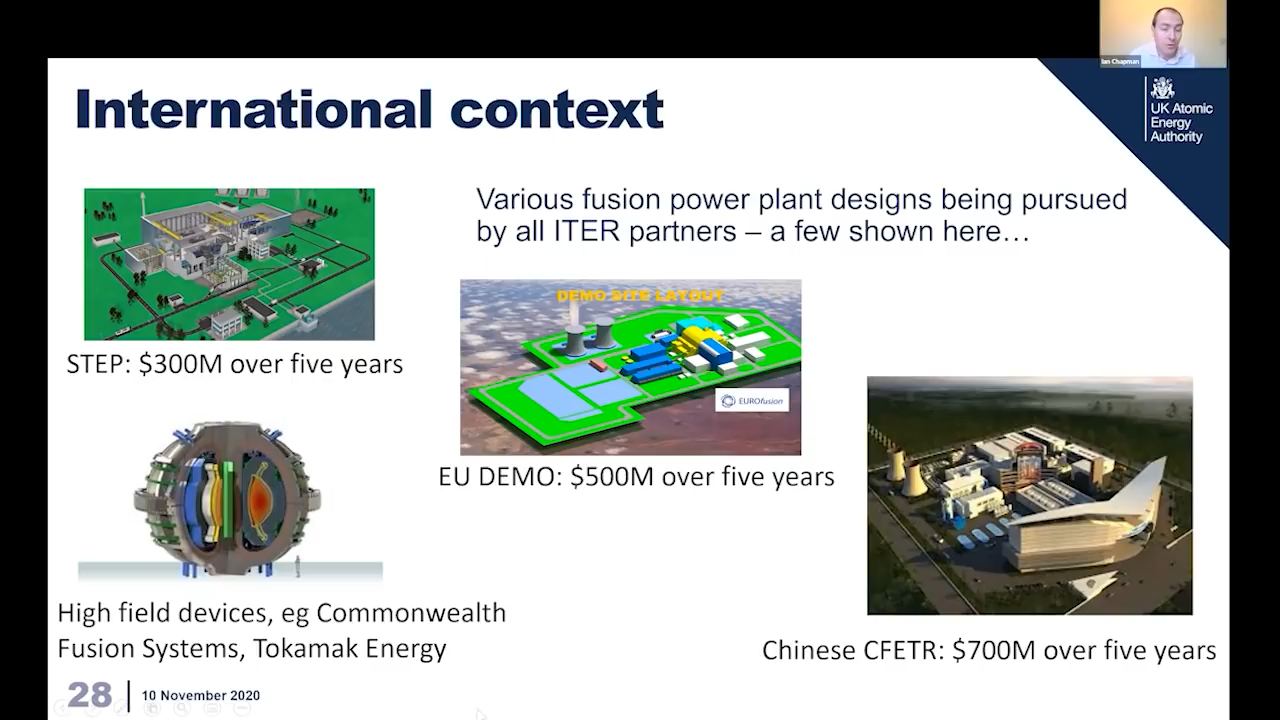 Ian Chapman
International context
UK Atomic
Energy
Authority
Various fusion power plant designs being pursued
by all ITER partners – a few shown here…
STEP: $300M over five years
DEMO SITE LAYOUT
EUROfusion
EU DEMO: $500M over five years
High field devices, eg Commonwealth
Fusion Systems, Tokamak Energy
Chinese CFETR: $700M over five years
28
10 November 2020